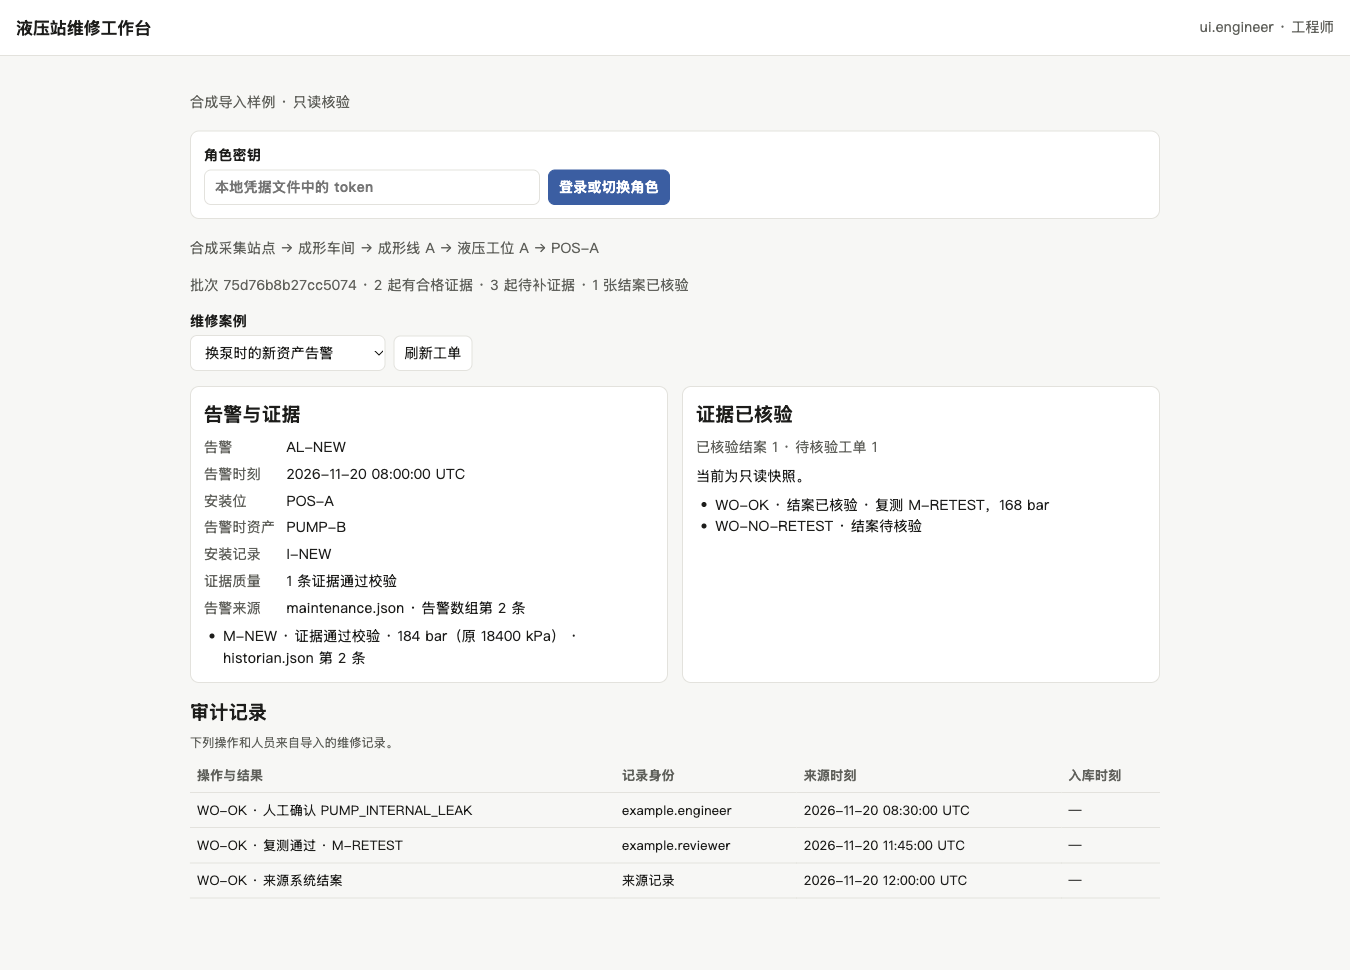 液压站维修工作台
ui.engineer · 工程师
合成导入样例 · 只读核验
角色密钥
本地凭据文件中的 token
登录或切换角色
合成采集站点 → 成形车间 → 成形线 A → 液压工位 A → POS-A
批次 75d76b8b27cc5074 · 2 起有合格证据 · 3 起待补证据 · 1 张结案已核验
维修案例
换泵时的新资产告警
刷新工单
告警与证据
告警 AL-NEW
告警时刻 2026-11-20 08:00:00 UTC
安装位 POS-A
告警时资产 PUMP-B
安装记录 I-NEW
证据质量 1 条证据通过校验
告警来源 maintenance.json · 告警数组第 2 条
• M-NEW · 证据通过校验 · 184 bar（原 18400 kPa） ·
historian.json 第 2 条
证据已核验
已核验结案 1 · 待核验工单 1
当前为只读快照。
• WO-OK · 结案已核验 · 复测 M-RETEST，168 bar
• WO-NO-RETEST · 结案待核验
审计记录
下列操作和人员来自导入的维修记录。
操作与结果 记录身份 来源时刻 入库时刻
WO-OK · 人工确认 PUMP_INTERNAL_LEAK example.engineer 2026-11-20 08:30:00 UTC —
WO-OK · 复测通过 · M-RETEST example.reviewer 2026-11-20 11:45:00 UTC —
WO-OK · 来源系统结案 来源记录 2026-11-20 12:00:00 UTC —